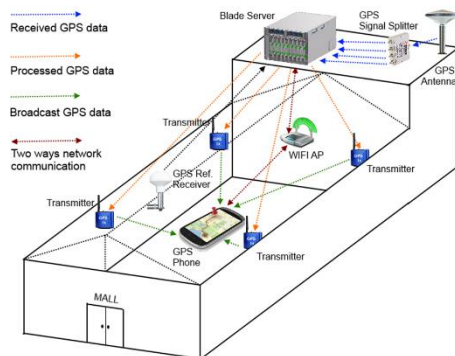 Received GPS data
Processed GPS data
Broadcast GPS data
Two ways network
communication
Blade Server
GPS
Signal Splitter
GPS
Antenna
Transmitter
WIFI AP
Transmitter
GPS Ref.
Receiver
Transmitter
GPS
Phone
Transmitter
MALL